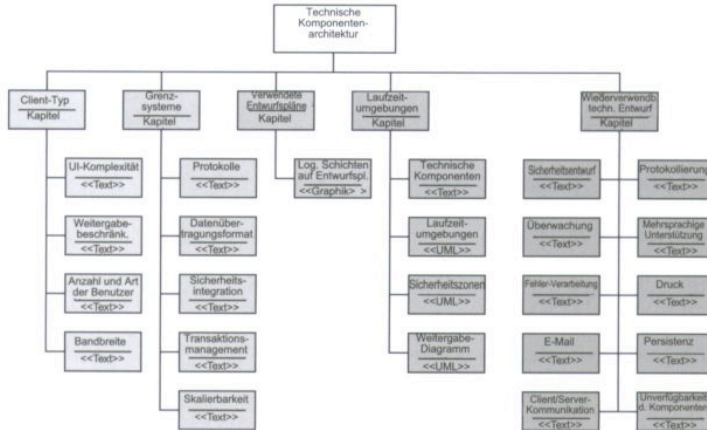 Technische
Komponenten-
architektur
Client-Typ
Kapitel
Grenz-
systeme
Kapitel
Verwendete
Entwurfspläne
Kapitel
Laufzeit-
umgebungen
Kapitel
Wiederverwendb.
techn. Entwurf
Kapitel
UI-Komplexität
<<Text>>
Weitergabe-
beschränk.
<<Text>>
Anzahl und Art
der Benutzer
<<Text>>
Bandbreite
<<Text>>
Protokolle
<<Text>>
Datenüber-
tragungsformat
<<Text>>
Sicherheits-
integration
<<Text>>
Transaktions-
management
<<Text>>
Skalierbarkeit
<<Text>>
Log. Schichten
auf Entwurfspl.
<<Graphik> >
Technische
Komponenten
<<Text>>
Laufzeit-
umgebungen
<<UML>>
Sicherheitszonen
<<UML>>
Weitergabe-
Diagramm
<<UML>>
Sicherheitsentwurf
<<Text>>
Überwachung
<<Text>>
Fehler-Verarbeitung
<<Text>>
E-Mail
<<Text>>
Client/Server-
Kommunikation
<<Text>>
Protokollierung
<<Text>>
Mehrsprachige
Unterstützung
<<Text>>
Druck
<<Text>>
Persistenz
<<Text>>
Unverfügbarkeit
d. Komponenten
<<Text>>